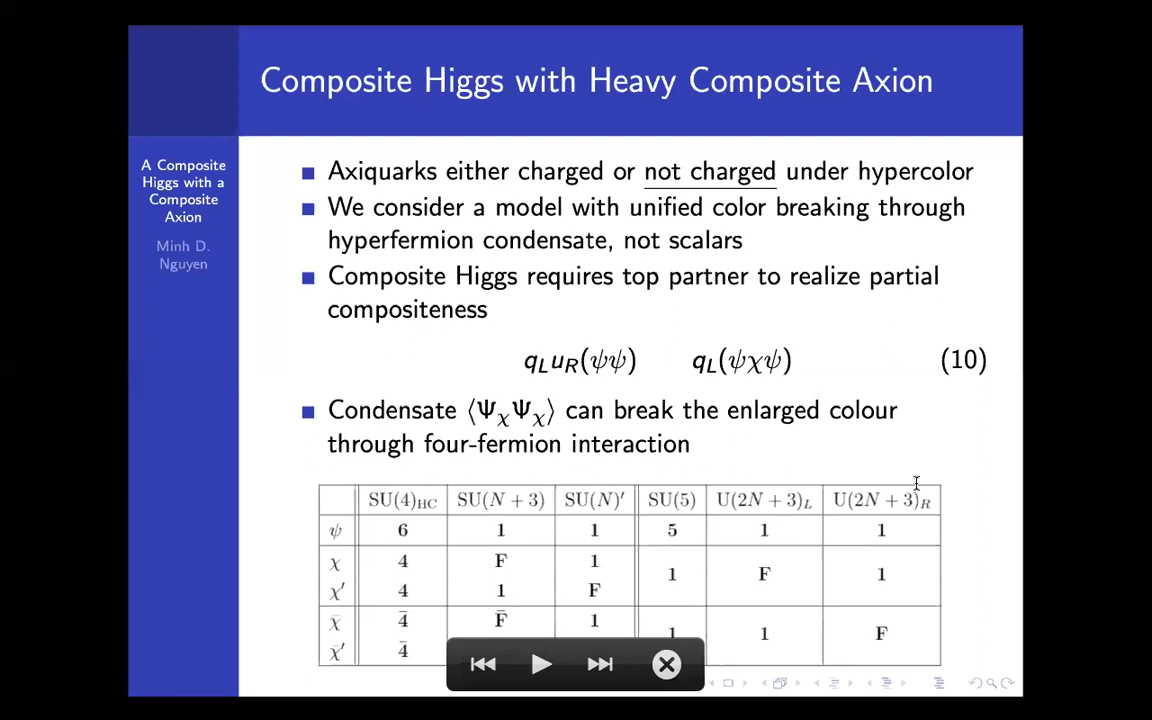 Composite Higgs with Heavy Composite Axion
A Composite
Higgs with a
Composite
Axion
Minh D.
Nguyen
Axiquarks either charged or not charged under hypercolor
We consider a model with unified color breaking through
hyperfermion condensate, not scalars
Composite Higgs requires top partner to realize partial
compositeness
q_L u_R(ψψ) q_L(ψχψ) (10)
Condensate ⟨Ψ_χΨ_χ⟩ can break the enlarged colour
through four-fermion interaction
SU(4)_HC SU(N + 3) SU(N)′ SU(5) U(2N + 3)_L U(2N + 3)_R
ψ 6 1 1 5 1 1
χ 4 F 1
1 F 1
χ′ 4 1 F
χ̄ 4̄ F̄ 1
1 1 F
χ̄′ 4̄